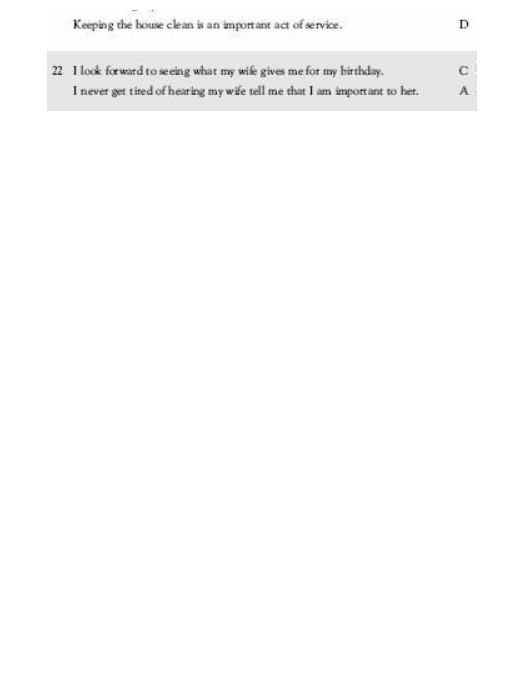 Keeping the house clean is an important act of service. D
22 I look forward to seeing what my wife gives me for my birthday. C
I never get tired of hearing my wife tell me that I am important to her. A